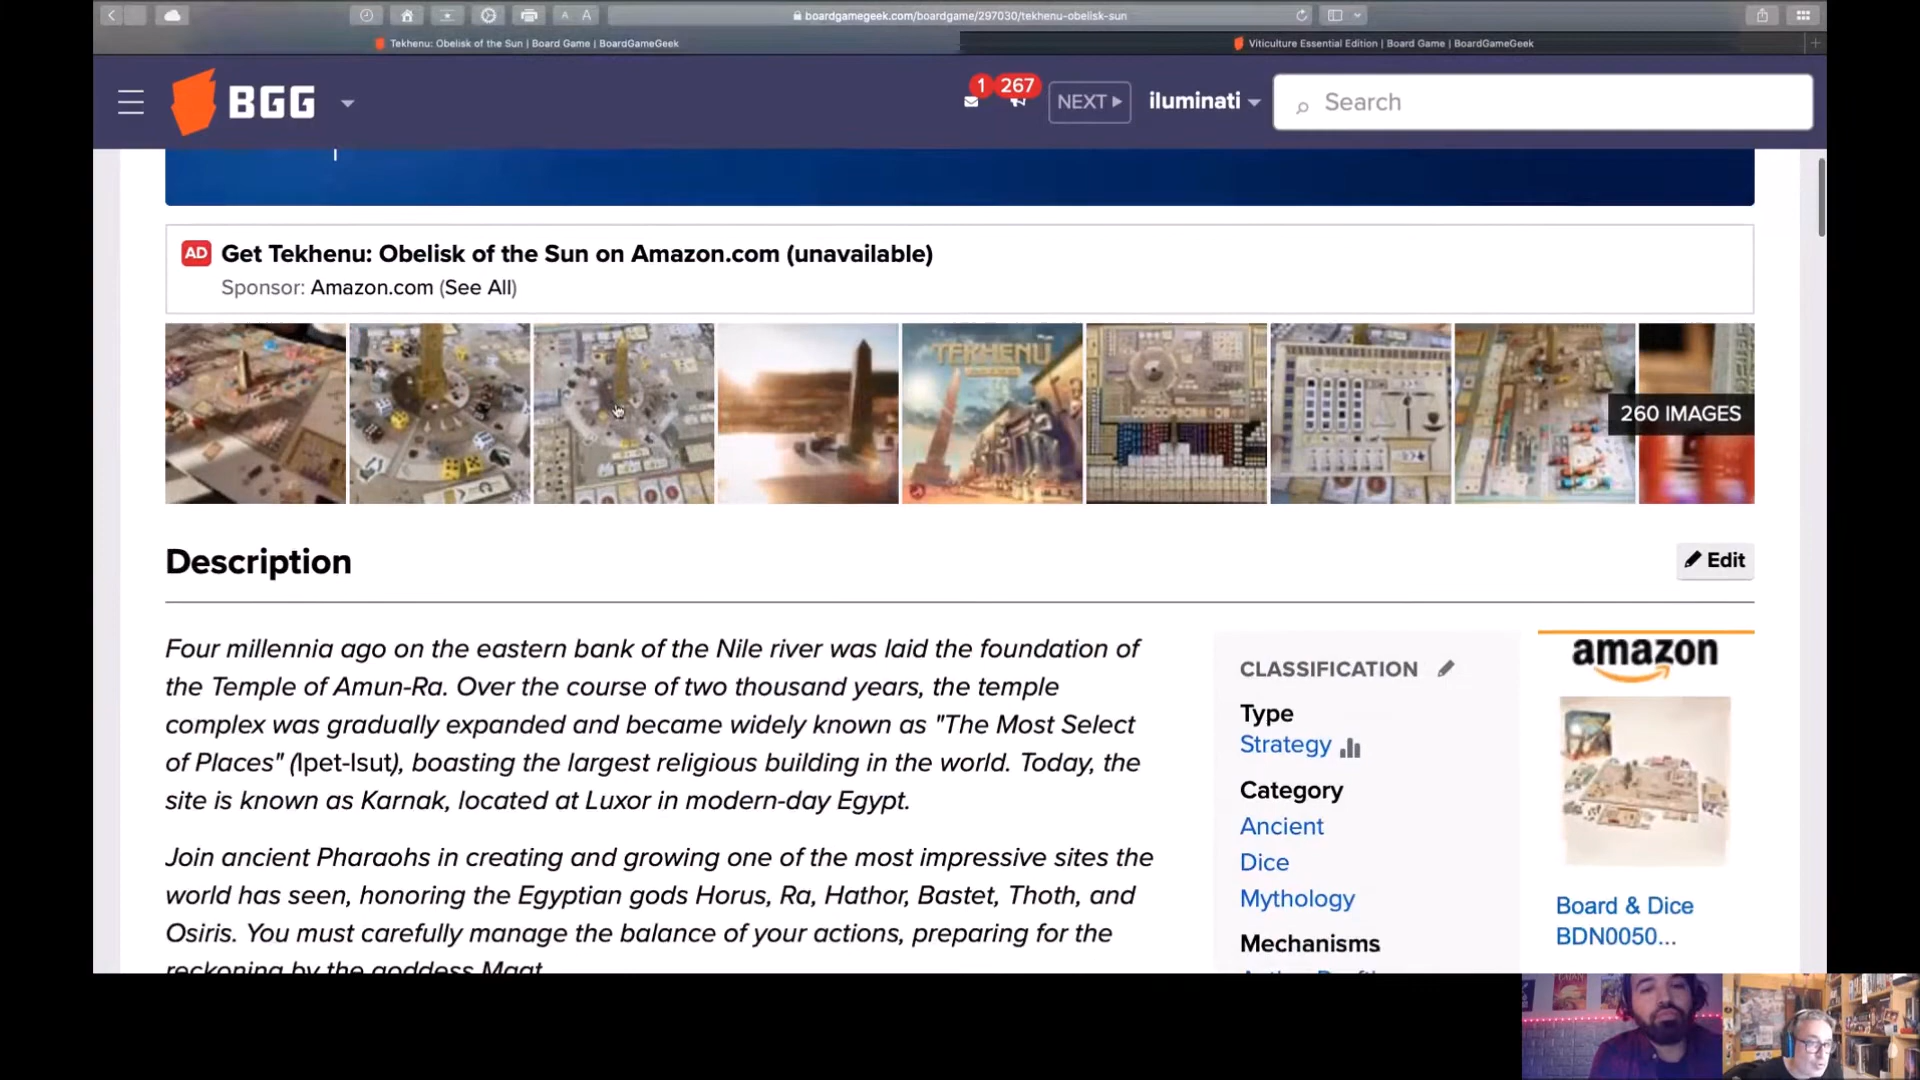 boardgamegeek.com/boardgame/297030/tekhenu-obelisk-sun
Tekhenu: Obelisk of the Sun | Board Game | BoardGameGeek
Viticulture Essential Edition | Board Game | BoardGameGeek
BGG
1
267
NEXT
iluminati
Search
AD
Get Tekhenu: Obelisk of the Sun on Amazon.com (unavailable)
Sponsor: Amazon.com (See All)
TEKHENU
260 IMAGES
Description
Edit
Four millennia ago on the eastern bank of the Nile river was laid the foundation of
the Temple of Amun-Ra. Over the course of two thousand years, the temple
complex was gradually expanded and became widely known as "The Most Select
of Places" (Ipet-Isut), boasting the largest religious building in the world. Today, the
site is known as Karnak, located at Luxor in modern-day Egypt.
Join ancient Pharaohs in creating and growing one of the most impressive sites the
world has seen, honoring the Egyptian gods Horus, Ra, Hathor, Bastet, Thoth, and
Osiris. You must carefully manage the balance of your actions, preparing for the
reckoning by the goddess Maat.
CLASSIFICATION
Type
Strategy
Category
Ancient
Dice
Mythology
Mechanisms
amazon
Board & Dice
BDN0050...